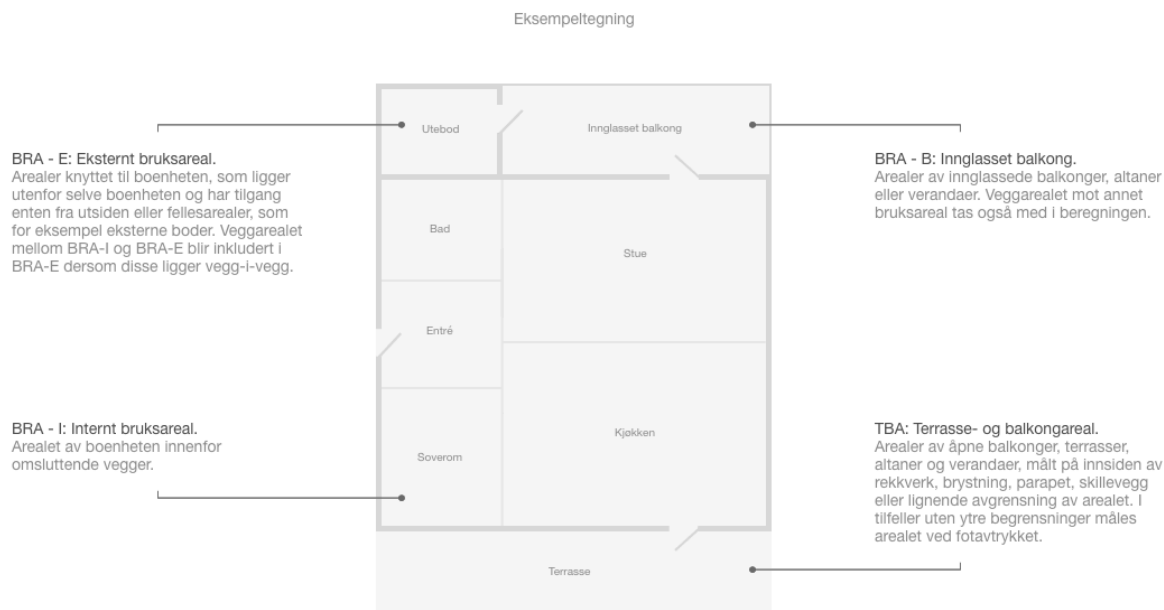 Eksempeltegning
Utebod
Innglasset balkong
BRA - E: Eksternt bruksareal.
Arealer knyttet til boenheten, som ligger
utenfor selve boenheten og har tilgang
enten fra utsiden eller fellesarealer, som
for eksempel eksterne boder. Veggarealet
mellom BRA-I og BRA-E blir inkludert i
BRA-E dersom disse ligger vegg-i-vegg.
BRA - B: Innglasset balkong.
Arealer av innglassede balkonger, altaner
eller verandaer. Veggarealet mot annet
bruksareal tas også med i beregningen.
Bad
Stue
Entré
BRA - I: Internt bruksareal.
Arealet av boenheten innenfor
omsluttende vegger.
Kjøkken
Soverom
TBA: Terrasse- og balkongareal.
Arealer av åpne balkonger, terrasser,
altaner og verandaer, målt på innsiden av
rekkverk, brystning, parapet, skillevegg
eller lignende avgrensning av arealet. I
tilfeller uten ytre begrensninger måles
arealet ved fotavtrykket.
Terrasse